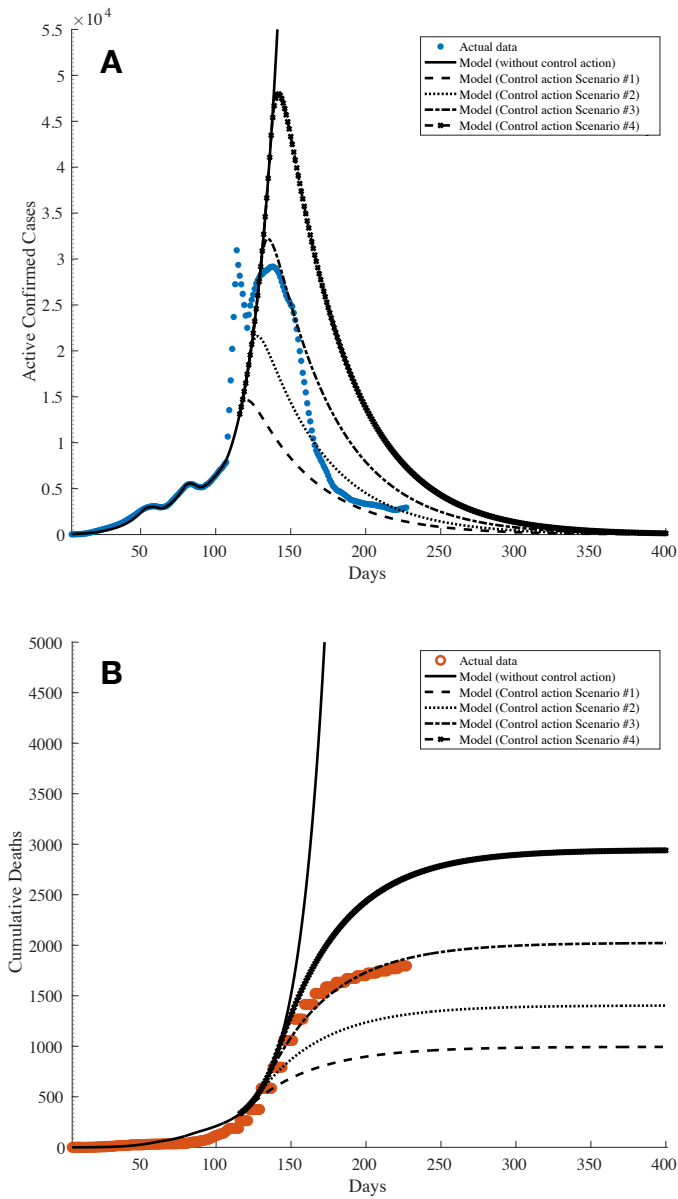 ×10⁴
A
5.5
5
4.5
4
3.5
3
2.5
2
1.5
1
0.5
0
Active Confirmed Cases
50 100 150 200 250 300 350 400
Days
Actual data
Model (without control action)
Model (Control action Scenario #1)
Model (Control action Scenario #2)
Model (Control action Scenario #3)
Model (Control action Scenario #4)
B
5000
4500
4000
3500
3000
2500
2000
1500
1000
500
0
Cumulative Deaths
50 100 150 200 250 300 350 400
Days
Actual data
Model (without control action)
Model (Control action Scenario #1)
Model (Control action Scenario #2)
Model (Control action Scenario #3)
Model (Control action Scenario #4)